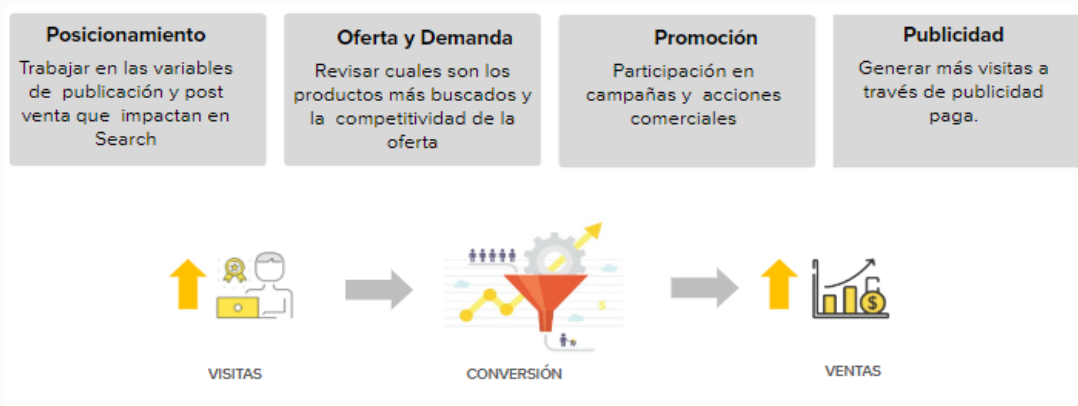 Posicionamiento
Trabajar en las variables
de publicación y post
venta que impactan en
Search
Oferta y Demanda
Revisar cuales son los
productos más buscados y
la competitividad de la
oferta
Promoción
Participación en
campañas y acciones
comerciales
Publicidad
Generar más visitas a
través de publicidad
paga.
VISITAS
CONVERSIÓN
VENTAS